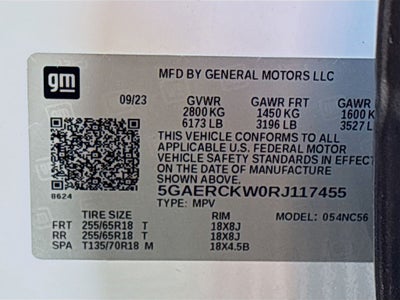 gm
MFD BY GENERAL MOTORS LLC
09/23 GVWR GAWR FRT GAWR
2800 KG 1450 KG 1600 K
6173 LB 3196 LB 3527 L
THIS VEHICLE CONFORMS TO ALL
APPLICABLE U.S. FEDERAL MOTOR
VEHICLE SAFETY STANDARDS IN EFFECT
ON THE DATE OF MANUFACTURE
SHOWN ABOVE.
8624
5GAERCKW0RJ117455
TYPE: MPV
TIRE SIZE RIM MODEL: 054NC56
FRT 255/65R18 T 18X8J
RR 255/65R18 T 18X8J
SPA T135/70R18 M 18X4.5B